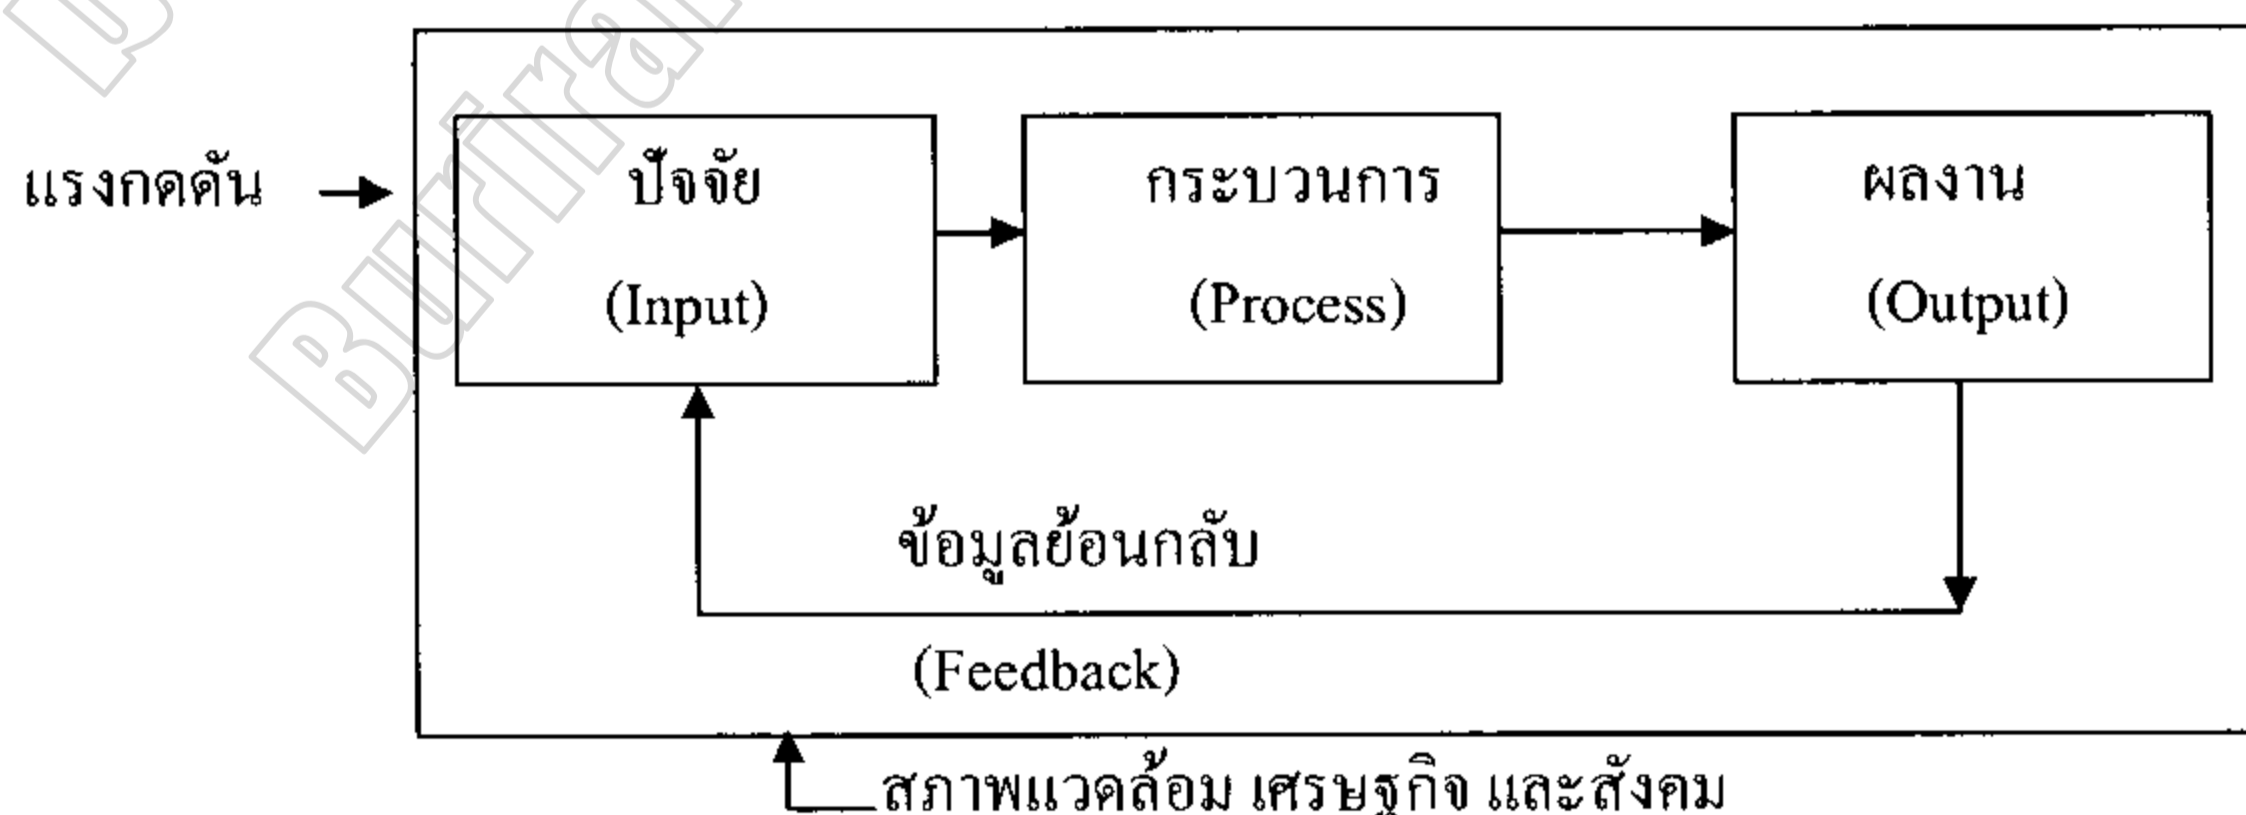 แรงกดดัน
ปัจจัย
(Input)
กระบวนการ
(Process)
ผลงาน
(Output)
ข้อมูลย้อนกลับ
(Feedback)
สภาพแวดล้อม เศรษฐกิจ และสังคม